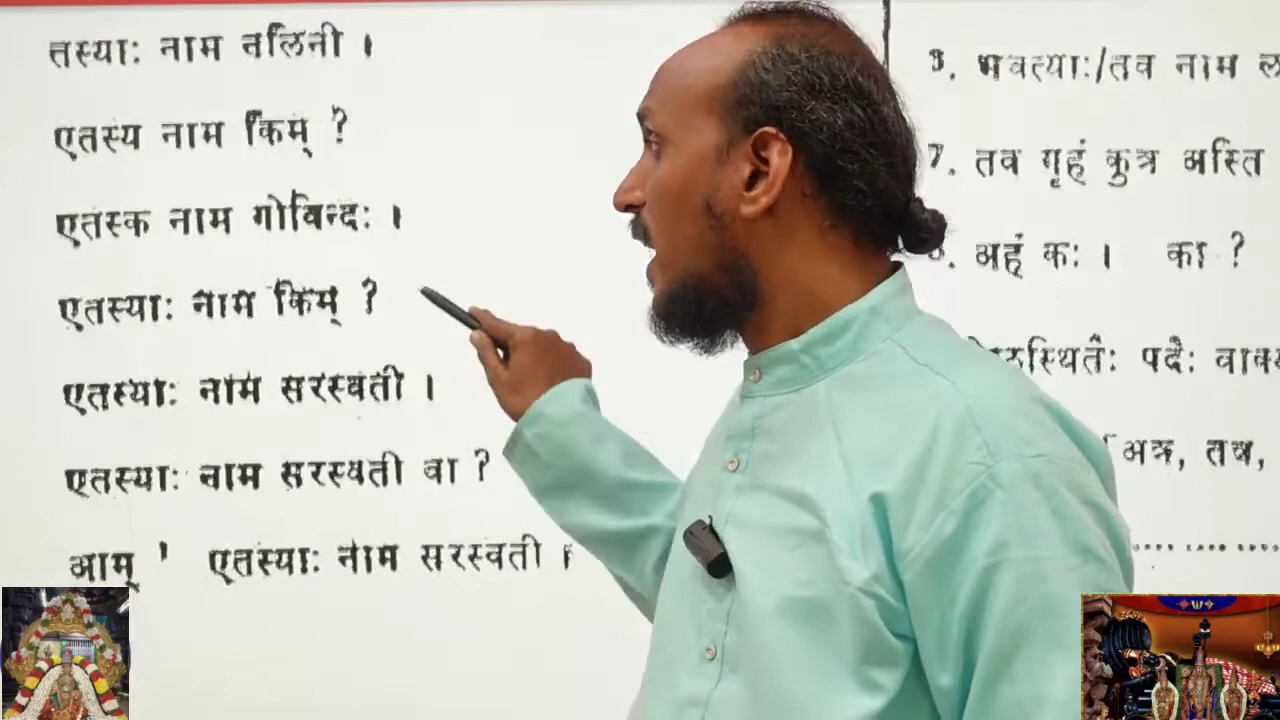 तस्याः नाम नलिनी ।
एतस्य नाम किम् ?
एतस्क नाम गोविन्दः ।
एतस्याः नाम किम् ?
एतस्याः नाम सरस्वती ।
एतस्याः नाम सरस्वती वा ?
आम् । एतस्याः नाम सरस्वती ।
भवत्याः/तव नाम
7. तव गृहं कुत्र अस्ति
अहं कः । का ?
पदैः
अत्र, तत्र,